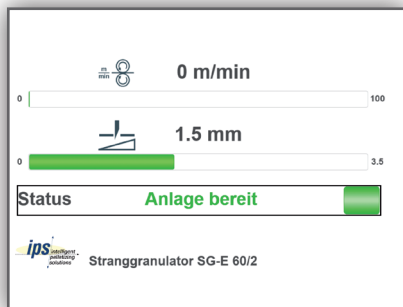 m
min
0 m/min
0 100
1.5 mm
0 3.5
Status Anlage bereit
ips intelligent
pelletizing
solutions
Stranggranulator SG-E 60/2